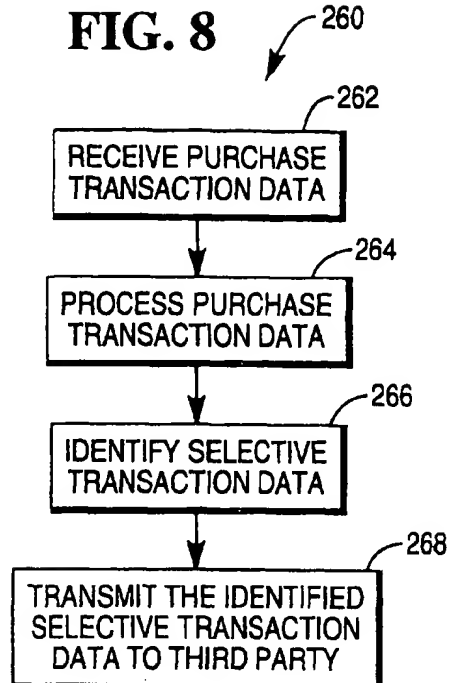 FIG. 8
260
262
RECEIVE PURCHASE
TRANSACTION DATA
264
PROCESS PURCHASE
TRANSACTION DATA
266
IDENTIFY SELECTIVE
TRANSACTION DATA
268
TRANSMIT THE IDENTIFIED
SELECTIVE TRANSACTION
DATA TO THIRD PARTY